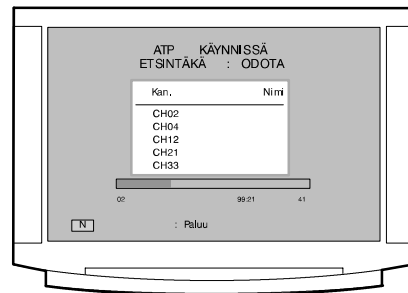 ATP KÄYNNISSÄ
ETSINTÄKÄ : ODOTA
Kan. Nimi
CH02
CH04
CH12
CH21
CH33
02 99:21 41
N : Paluu